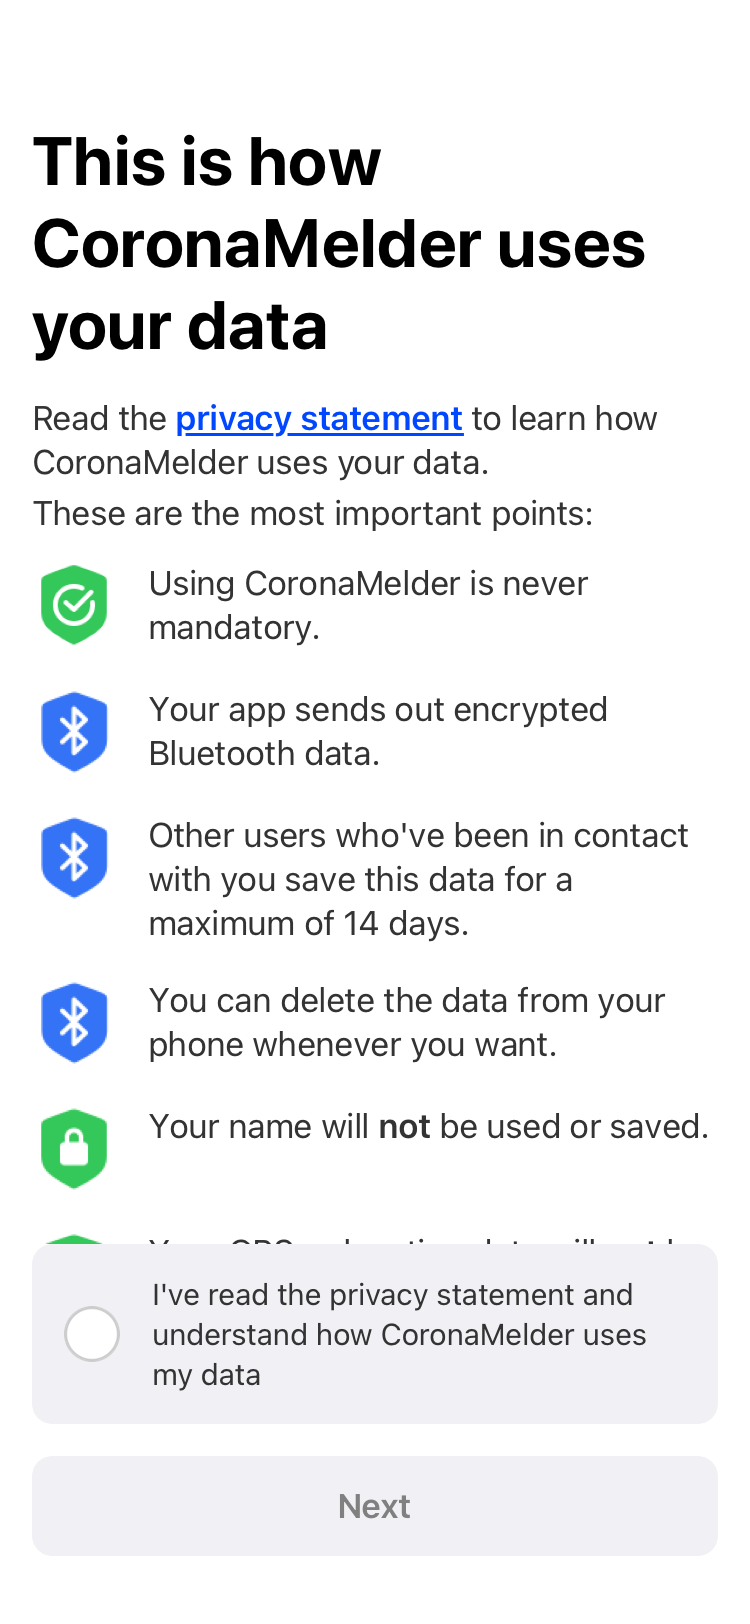 This is how
CoronaMelder uses
your data
Read the privacy statement to learn how
CoronaMelder uses your data.
These are the most important points:
Using CoronaMelder is never
mandatory.
Your app sends out encrypted
Bluetooth data.
Other users who've been in contact
with you save this data for a
maximum of 14 days.
You can delete the data from your
phone whenever you want.
Your name will not be used or saved.
I've read the privacy statement and
understand how CoronaMelder uses
my data
Next